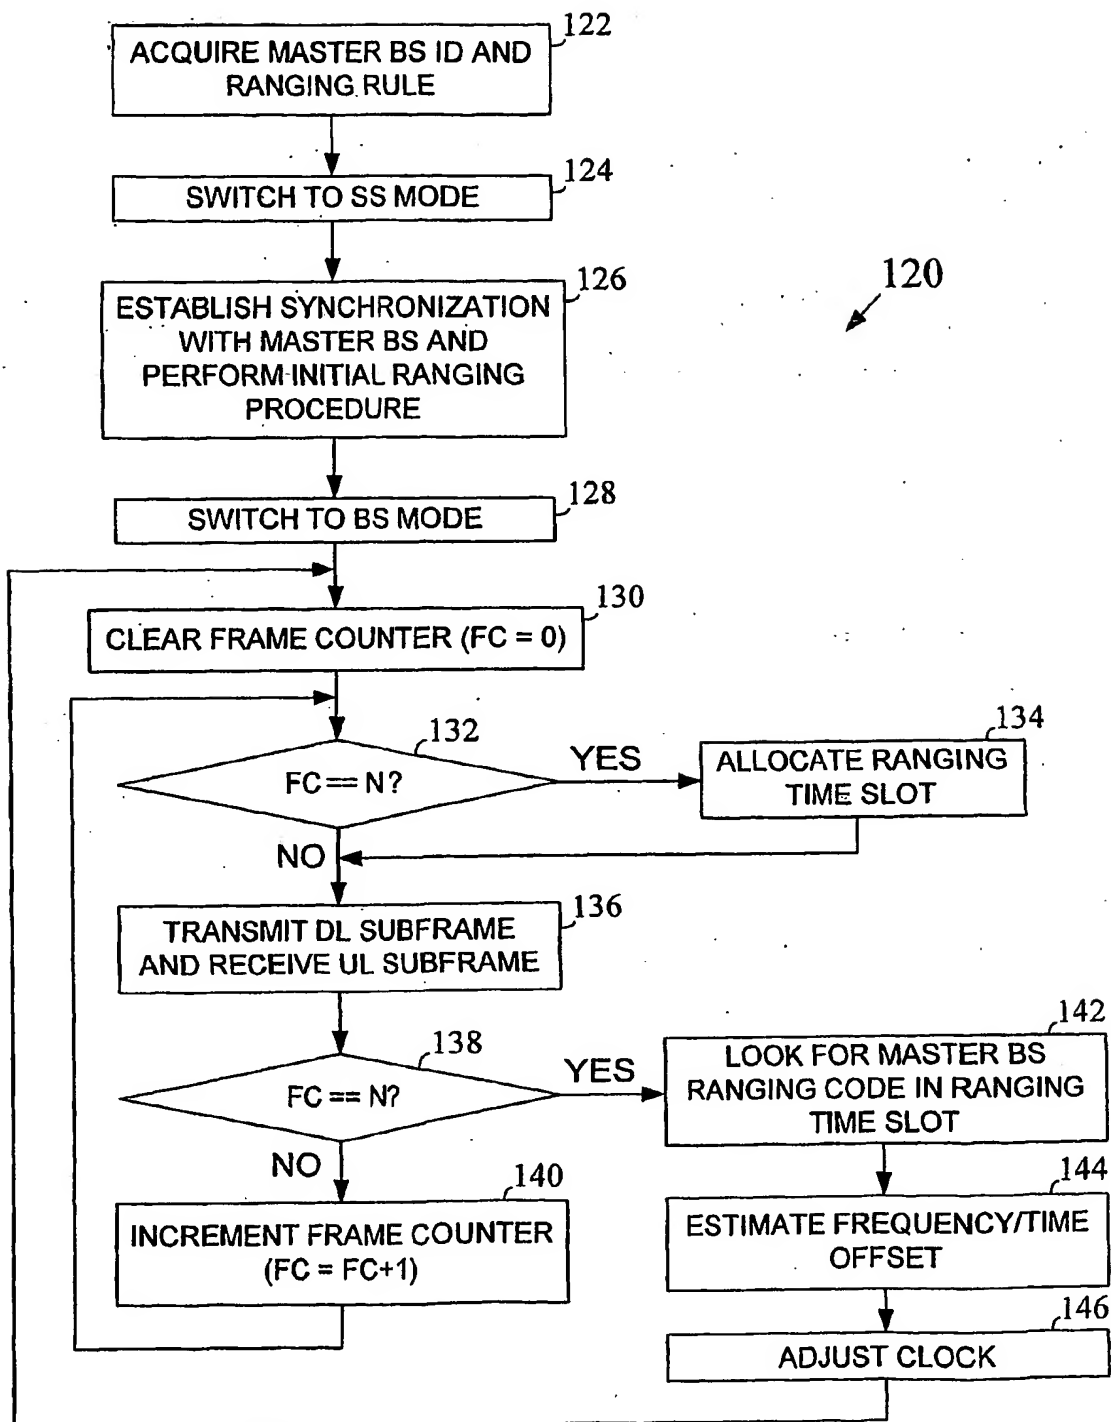 122
ACQUIRE MASTER BS ID AND
RANGING RULE
124
SWITCH TO SS MODE
126
ESTABLISH SYNCHRONIZATION
WITH MASTER BS AND
PERFORM INITIAL RANGING
PROCEDURE
120
128
SWITCH TO BS MODE
130
CLEAR FRAME COUNTER (FC = 0)
132
FC == N?
YES
134
ALLOCATE RANGING
TIME SLOT
NO
136
TRANSMIT DL SUBFRAME
AND RECEIVE UL SUBFRAME
138
FC == N?
YES
142
LOOK FOR MASTER BS
RANGING CODE IN RANGING
TIME SLOT
NO
140
INCREMENT FRAME COUNTER
(FC = FC+1)
144
ESTIMATE FREQUENCY/TIME
OFFSET
146
ADJUST CLOCK